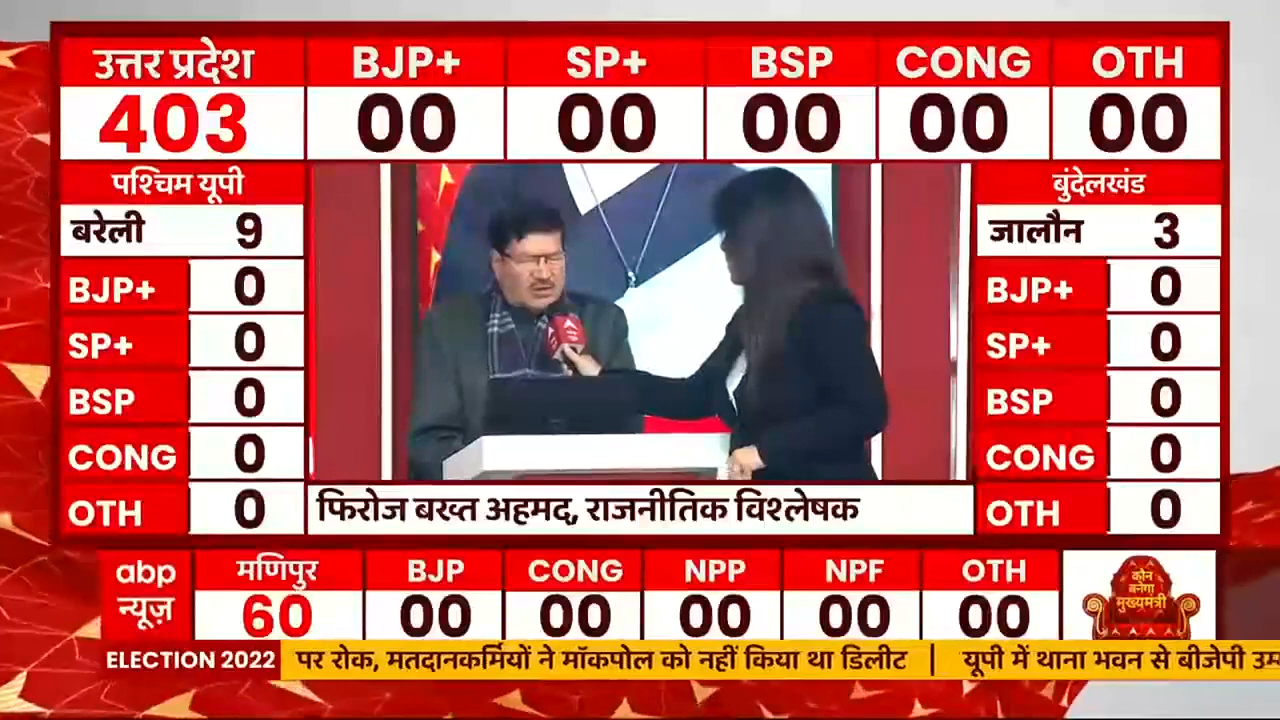 उत्तर प्रदेश BJP+ SP+ BSP CONG OTH
403 00 00 00 00 00
पश्चिम यूपी
बरेली 9
BJP+ 0
SP+ 0
BSP 0
CONG 0
OTH 0
बुंदेलखंड
जालौन 3
BJP+ 0
SP+ 0
BSP 0
CONG 0
OTH 0
फिरोज बख्त अहमद, राजनीतिक विश्लेषक
abp न्यूज़
मणिपुर BJP CONG NPP NPF OTH
60 00 00 00 00 00
कौन बनेगा मुख्यमंत्री
ELECTION 2022 पर रोक, मतदानकर्मियों ने मॉकपोल को नहीं किया था डिलीट | यूपी में थाना भवन से बीजेपी